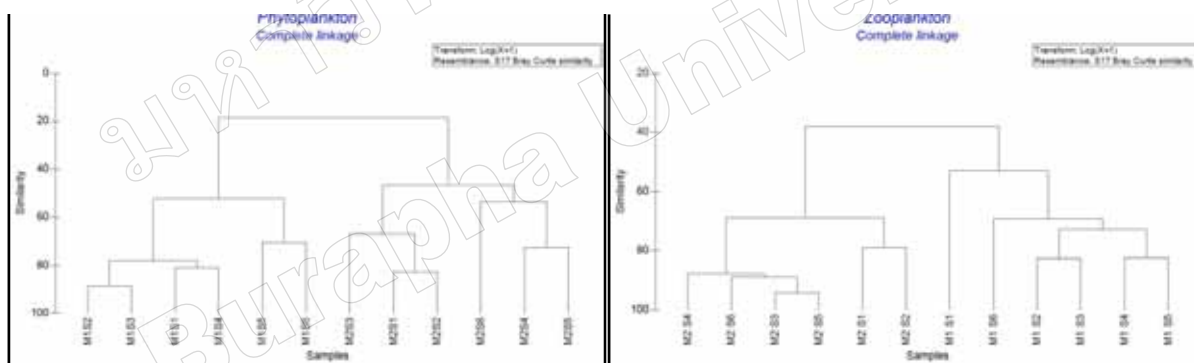 Phytoplankton
Complete linkage
Transform: Log(X+1)
Resemblance: S17 Bray Curtis similarity
0
20
40
60
80
100
Similarity
M1S2
M1S3
M1S1
M1S4
M1S5
M2S3
M2S1
M2S2
M2S6
M2S4
M2S5
Samples
Zooplankton
Complete linkage
Transform: Log(X+1)
Resemblance: S17 Bray Curtis similarity
20
40
60
80
100
Similarity
M2 S4
M2 S6
M2 S3
M2 S5
M2 S1
M2 S2
M1 S1
M1 S6
M1 S2
M1 S3
M1 S4
M1 S5
Samples
Burapha University